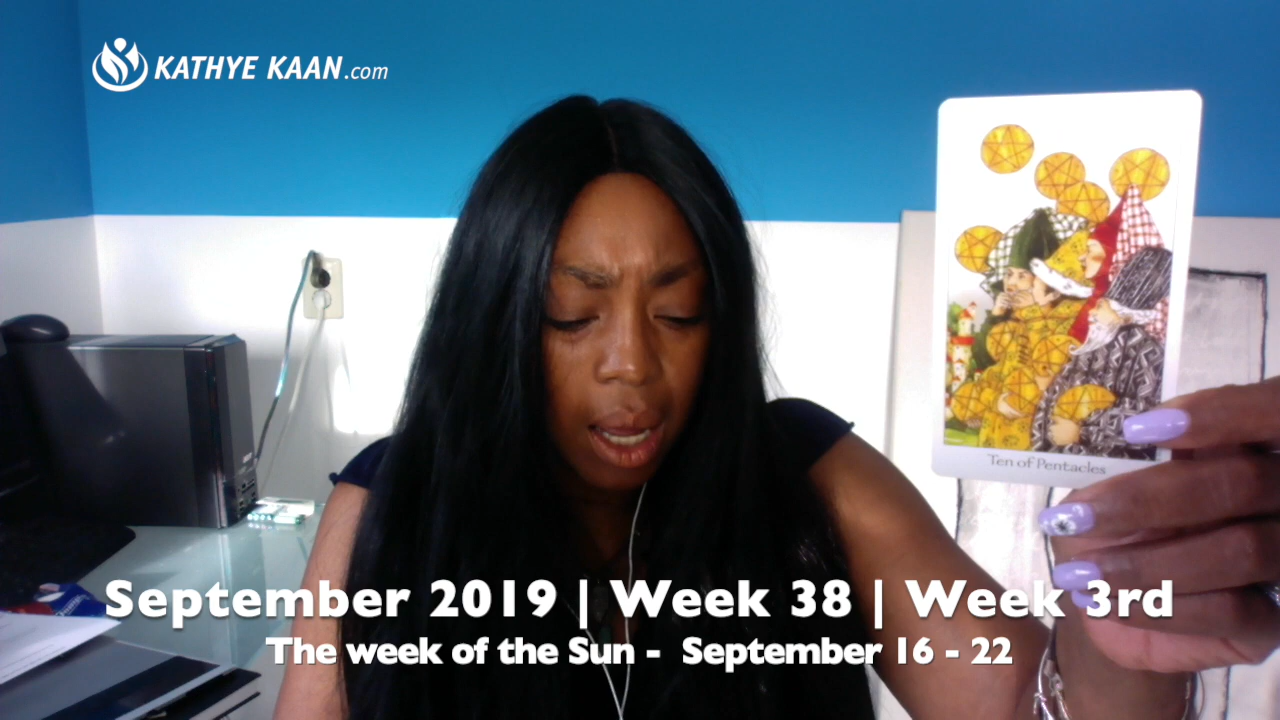 KATHYE KAAN.com
Ten of Pentacles
September 2019 | Week 38 | Week 3rd
The week of the Sun - September 16 - 22